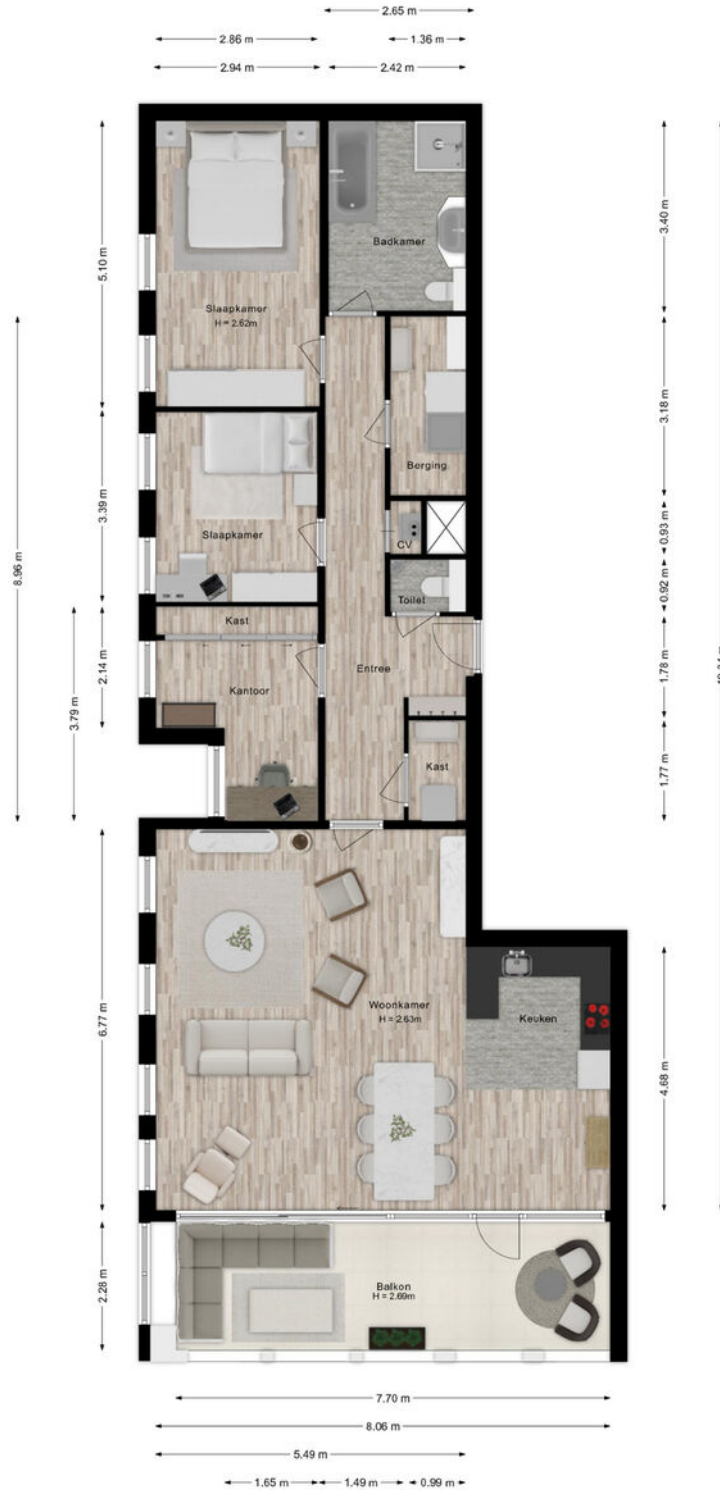 2.65 m
2.86 m
1.36 m
2.94 m
2.42 m
Badkamer
Slaapkamer
H = 2.62m
5.10 m
3.40 m
Berging
3.18 m
Slaapkamer
3.39 m
CV
0.93 m
8.96 m
Toilet
0.92 m
Kast
Entree
Kantoor
2.14 m
1.78 m
3.79 m
Kast
1.77 m
Woonkamer
H = 2.63m
Keuken
6.77 m
4.68 m
Balkon
H = 2.69m
2.28 m
7.70 m
8.06 m
5.49 m
1.65 m
1.49 m
0.99 m